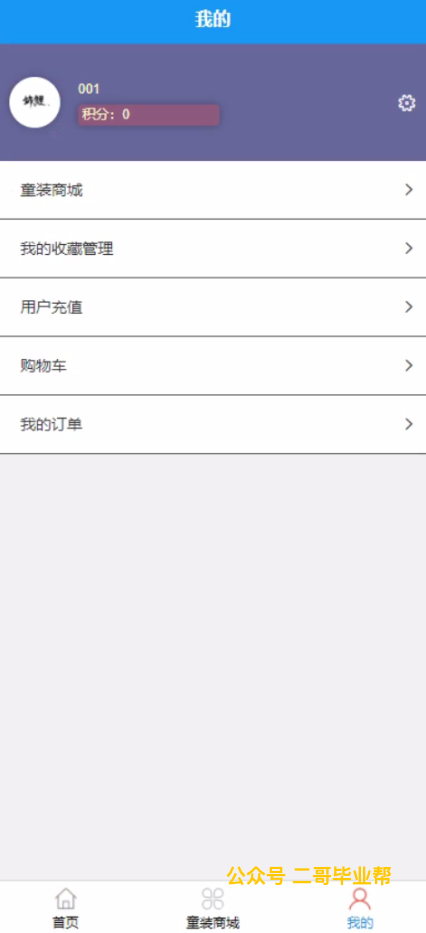 我的
001
积分：0
童装商城
我的收藏管理
用户充值
购物车
我的订单
公众号 二哥毕业帮
首页
童装商城
我的